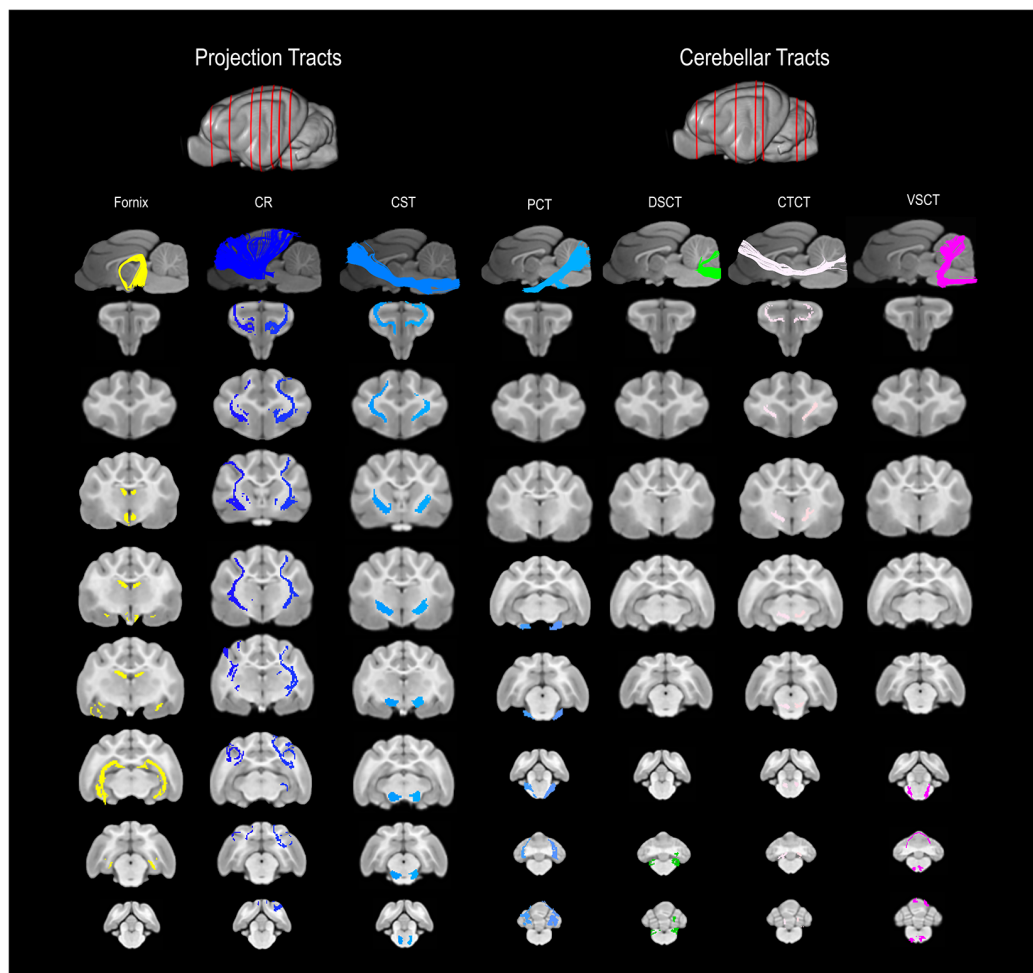 Projection Tracts
Cerebellar Tracts
Fornix
CR
CST
PCT
DSCT
CTCT
VSCT